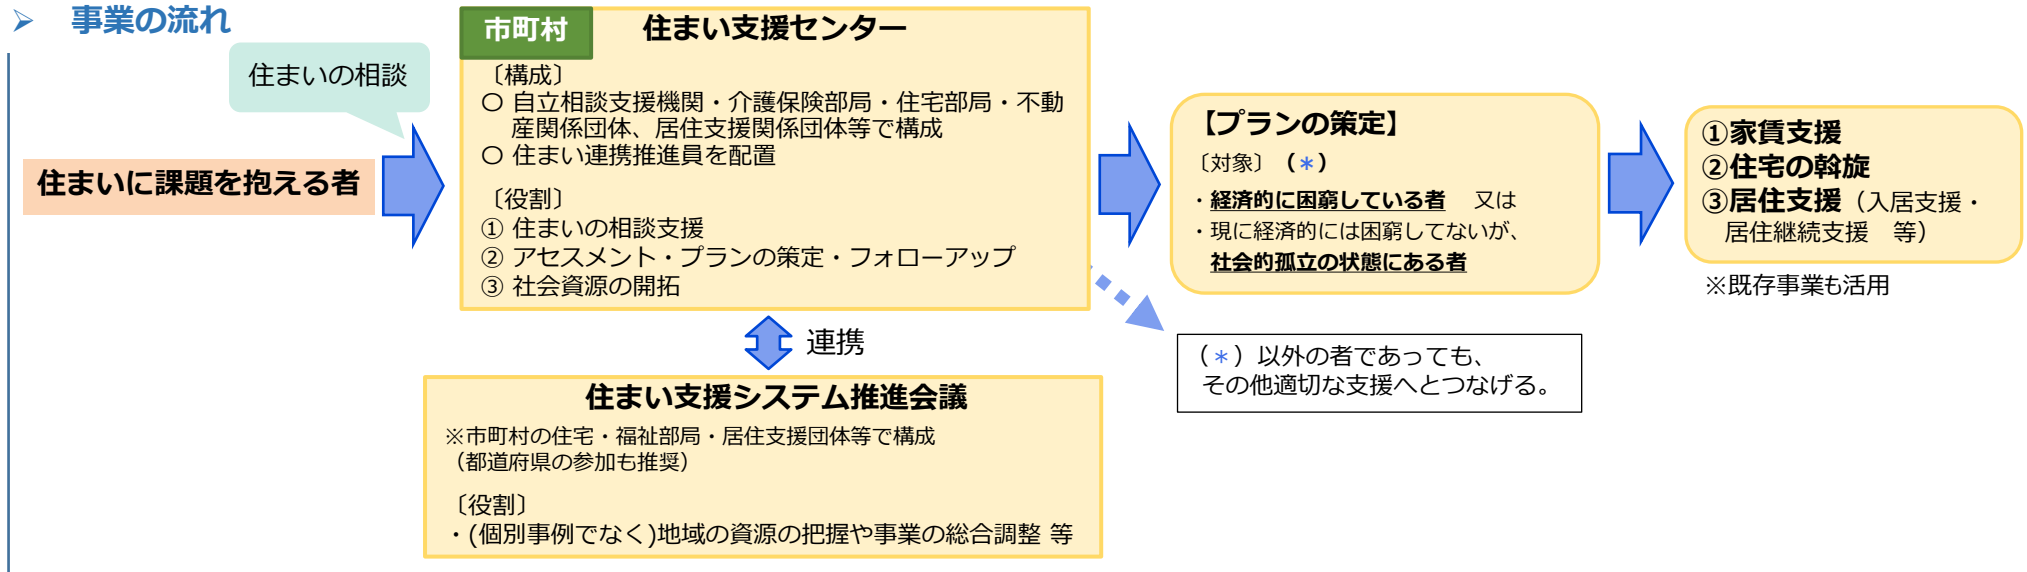 ➢ 事業の流れ
住まいの相談
住まいに課題を抱える者
市町村 住まい支援センター
〔構成〕
〇 自立相談支援機関・介護保険部局・住宅部局・不動
産関係団体、居住支援関係団体等で構成
〇 住まい連携推進員を配置
〔役割〕
① 住まいの相談支援
② アセスメント・プランの策定・フォローアップ
③ 社会資源の開拓
連携
住まい支援システム推進会議
※市町村の住宅・福祉部局・居住支援団体等で構成
（都道府県の参加も推奨）
〔役割〕
・(個別事例でなく)地域の資源の把握や事業の総合調整 等
【プランの策定】
〔対象〕（＊）
・経済的に困窮している者 又は
・現に経済的には困窮してないが、
社会的孤立の状態にある者
（＊）以外の者であっても、
その他適切な支援へとつなげる。
①家賃支援
②住宅の斡旋
③居住支援（入居支援・
居住継続支援 等）
※既存事業も活用